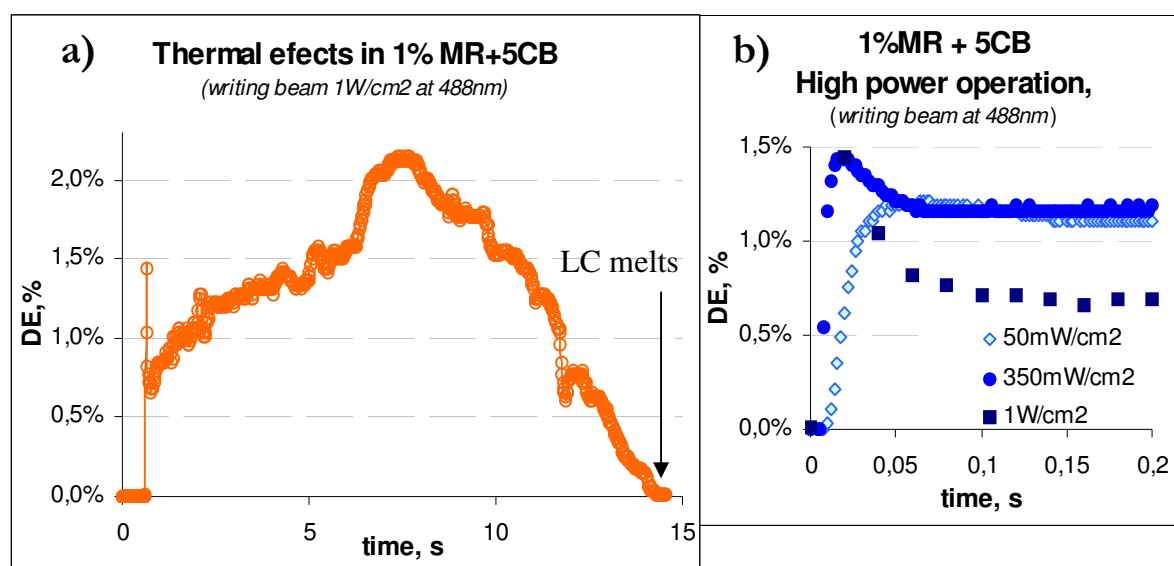 a)
Thermal efects in 1% MR+5CB
(writing beam 1W/cm2 at 488nm)
DE,%
2,0%
1,5%
1,0%
0,5%
0,0%
LC melts
0
5
10
15
time, s
b)
1%MR + 5CB
High power operation,
(writing beam at 488nm)
DE, %
1,5%
1,0%
0,5%
0,0%
50mW/cm2
350mW/cm2
1W/cm2
0
0,05
0,1
0,15
0,2
time, s